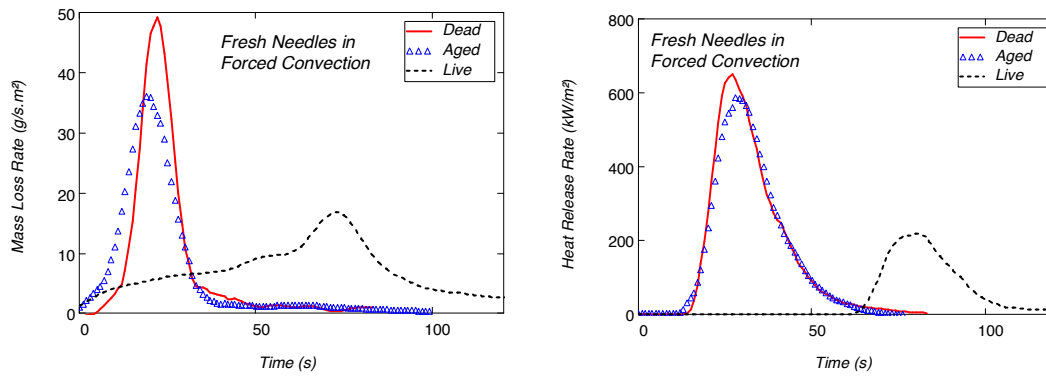 50
40
30
20
10
0
Mass Loss Rate (g/s.m²)
Fresh Needles in
Forced Convection
Dead
Aged
Live
0
50
100
Time (s)
800
600
400
200
0
Heat Release Rate (kW/m²)
Fresh Needles in
Forced Convection
Dead
Aged
Live
0
50
100
Time (s)